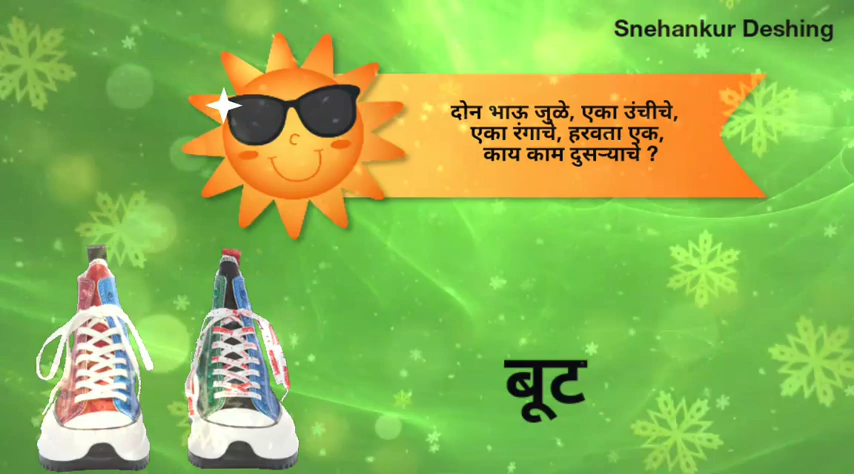 Snehankur Deshing
दोन भाऊ जुळे, एका उंचीचे,
एका रंगाचे, हरवता एक,
काय काम दुसऱ्याचे ?
बूट